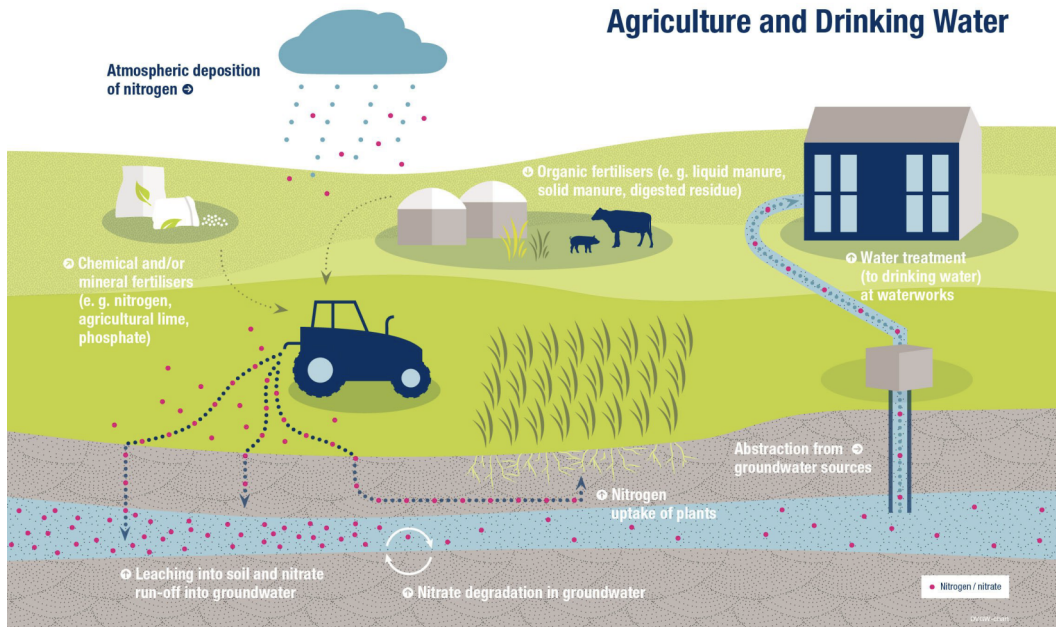 Agriculture and Drinking Water
Atmospheric deposition
of nitrogen
Organic fertilisers (e. g. liquid manure,
solid manure, digested residue)
Chemical and/or
mineral fertilisers
(e. g. nitrogen,
agricultural lime,
phosphate)
Water treatment
(to drinking water)
at waterworks
Abstraction from
groundwater sources
Nitrogen
uptake of plants
Leaching into soil and nitrate
run-off into groundwater
Nitrate degradation in groundwater
Nitrogen / nitrate